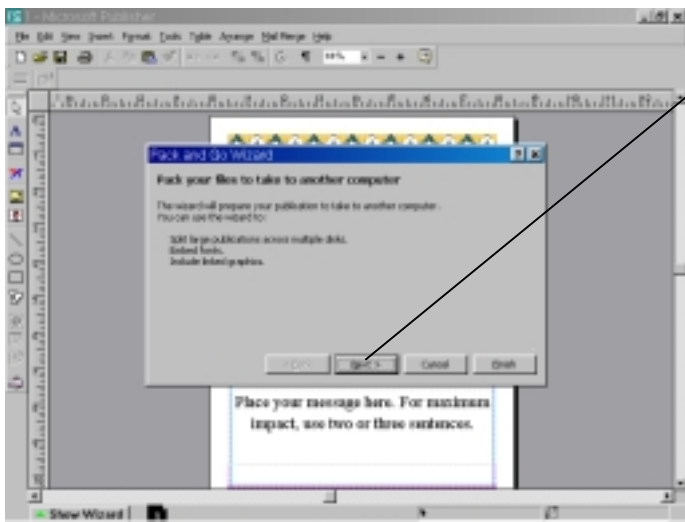 Microsoft Publisher
File Edit View Insert Format Tools Table Arrange Mail Merge Help
Pack and Go Wizard
Pack your files to take to another computer
The wizard will prepare your publication to take to another computer.
You can use the wizard to:
Split large publications across multiple disks.
Embed fonts.
Include linked graphics.
< Back Next > Cancel Finish
Place your message here. For maximum
impact, use two or three sentences.
Show Wizard